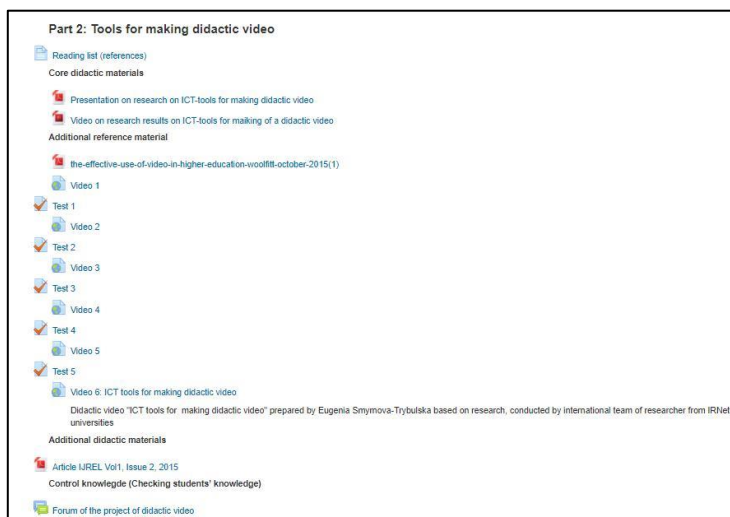 Part 2: Tools for making didactic video
Reading list (references)
Core didactic materials
Presentation on research on ICT-tools for making didactic video
Video on research results on ICT-tools for maiking of a didactic video
Additional reference material
the-effective-use-of-video-in-higher-education-woolfitt-october-2015(1)
Video 1
Test 1
Video 2
Test 2
Video 3
Test 3
Video 4
Test 4
Video 5
Test 5
Video 6: ICT tools for making didactic video
Didactic video "ICT tools for making didactic video" prepared by Eugenia Smyrnova-Trybulska based on research, conducted by international team of researcher from IRNet
universities
Additional didactic materials
Article IJREL Vol1, Issue 2, 2015
Control knowlegde (Checking students' knowledge)
Forum of the project of didactic video